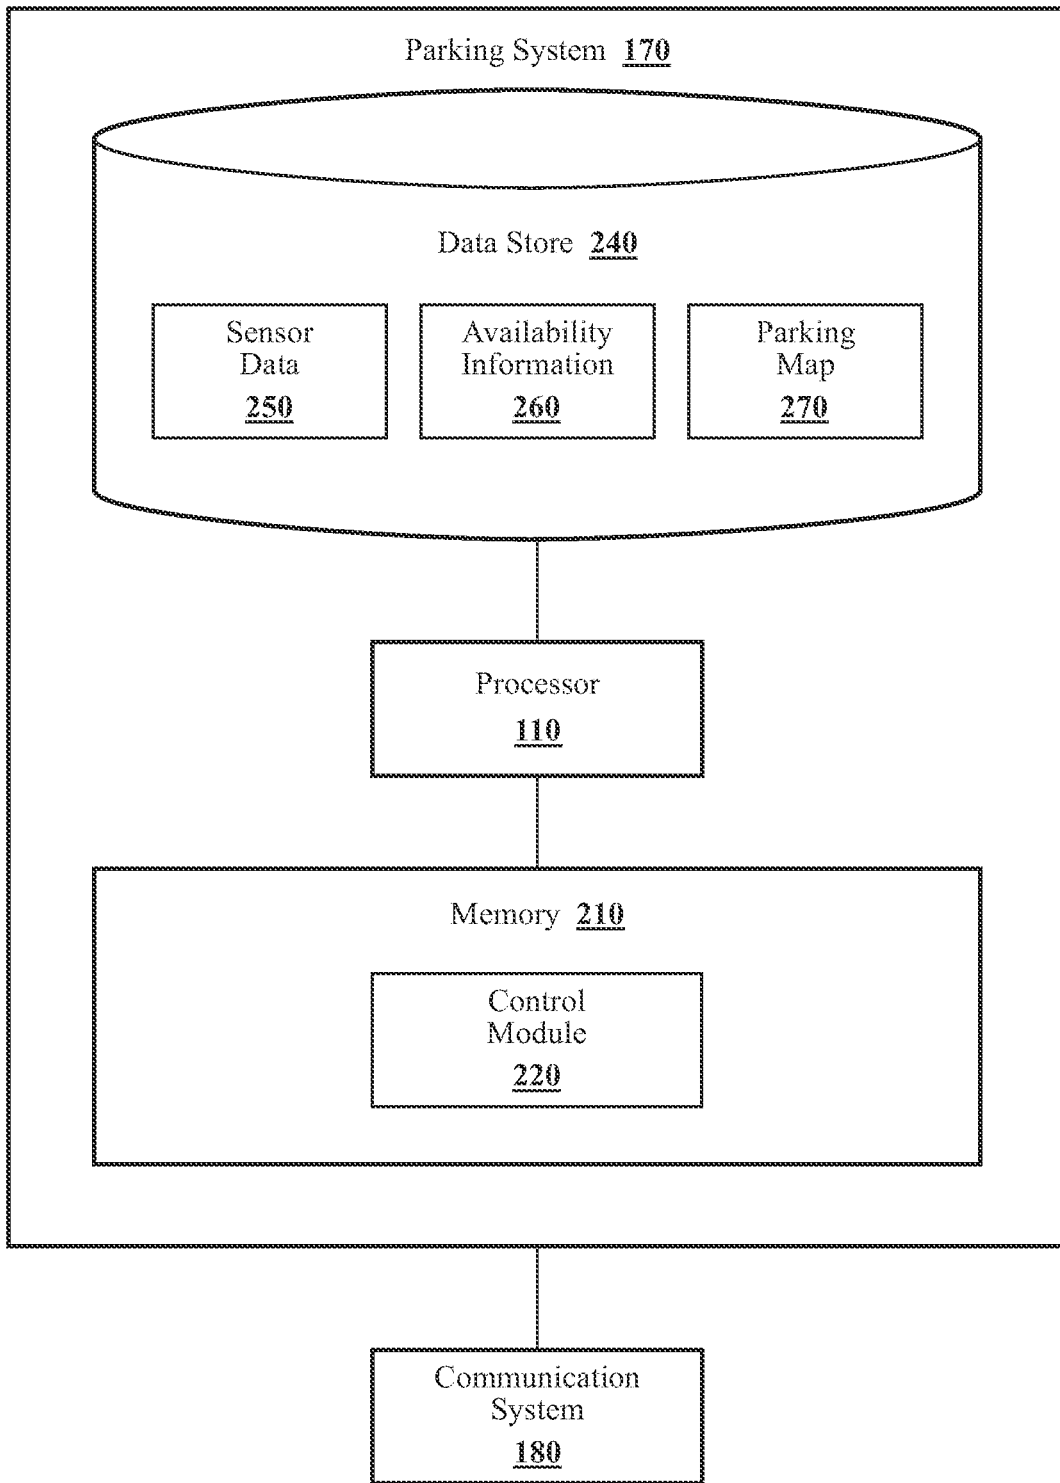 Parking System 170
Data Store 240
Sensor
Data
250
Availability
Information
260
Parking
Map
270
Processor
110
Memory 210
Control
Module
220
Communication
System
180